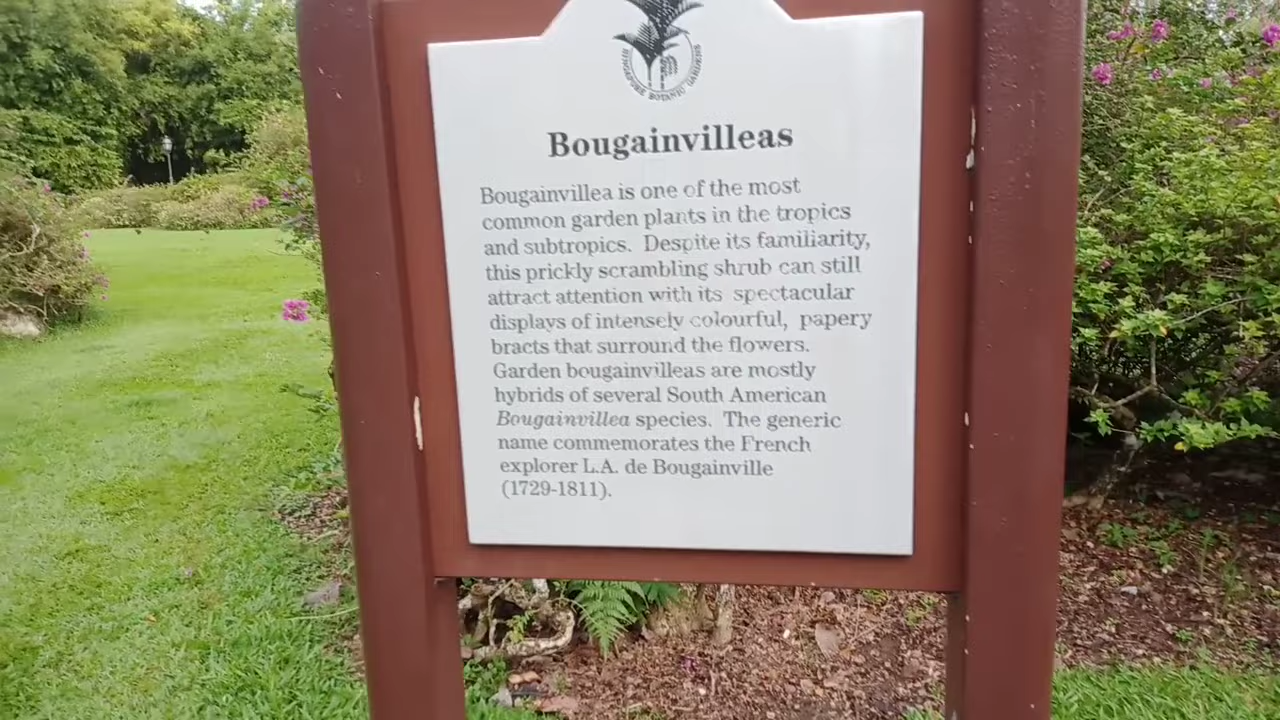 SINGAPORE BOTANIC GARDENS
Bougainvilleas
Bougainvillea is one of the most
common garden plants in the tropics
and subtropics. Despite its familiarity,
this prickly scrambling shrub can still
attract attention with its spectacular
displays of intensely colourful, papery
bracts that surround the flowers.
Garden bougainvilleas are mostly
hybrids of several South American
Bougainvillea species. The generic
name commemorates the French
explorer L.A. de Bougainville
(1729-1811).